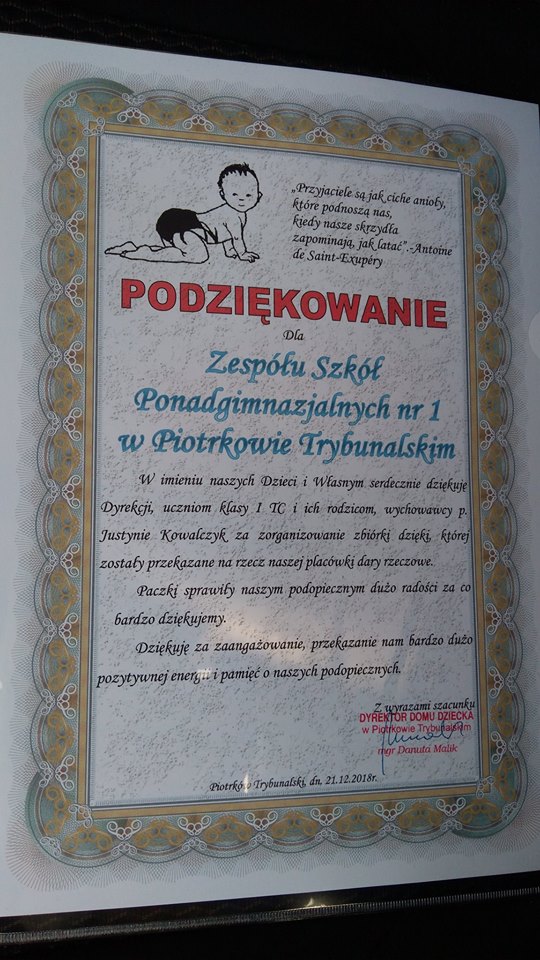 „Przyjaciele są jak ciche anioły,
które podnoszą nas,
kiedy nasze skrzydła
zapominają, jak latać”.-Antoine
de Saint-Exupéry
PODZIĘKOWANIE
Dla
Zespółu Szkół
Ponadgimnazjalnych nr 1
w Piotrkowie Trybunalskim
W imieniu naszych Dzieci i Własnym serdecznie dziękuję
Dyrekcji, uczniom klasy I TC i ich rodzicom, wychowawcy p.
Justynie Kowalczyk za zorganizowanie zbiórki dzięki, której
zostały przekazane na rzecz naszej placówki dary rzeczowe.
Paczki sprawiły naszym podopiecznym dużo radości za co
bardzo dziękujemy.
Dziękuję za zaangażowanie, przekazanie nam bardzo dużo
pozytywnej energii i pamięć o naszych podopiecznych.
Z wyrazami szacunku
DYREKTOR DOMU DZIECKA
w Piotrkowie Trybunalskim
mgr Danuta Malik
Piotrków Trybunalski, dn. 21.12.2018r.